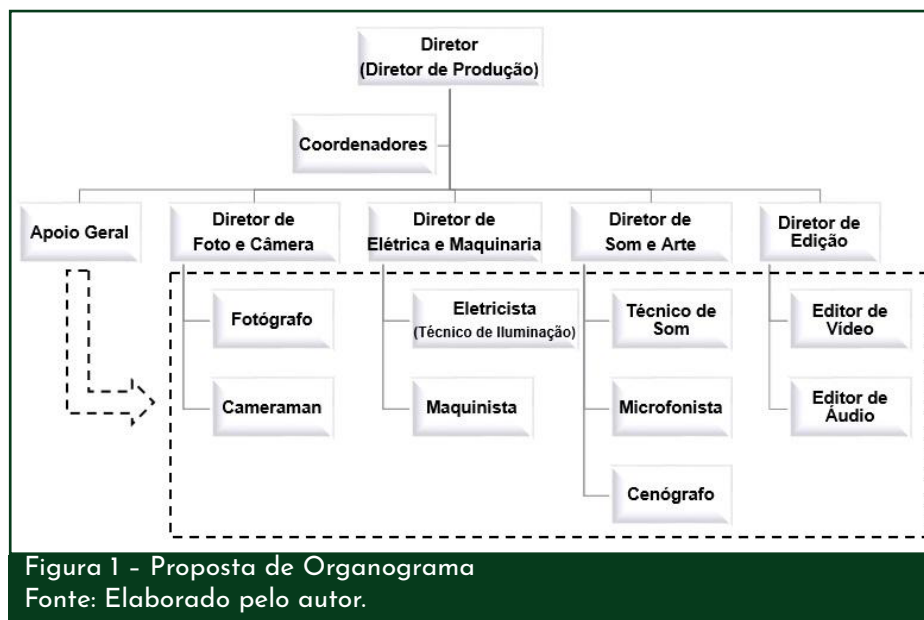 Diretor
(Diretor de Produção)
Coordenadores
Apoio Geral
Diretor de
Foto e Câmera
Diretor de
Elétrica e Maquinaria
Diretor de
Som e Arte
Diretor de
Edição
Fotógrafo
Eletricista
(Técnico de Iluminação)
Técnico de
Som
Editor de
Vídeo
Cameraman
Maquinista
Microfonista
Editor de
Áudio
Cenógrafo
Figura 1 – Proposta de Organograma
Fonte: Elaborado pelo autor.